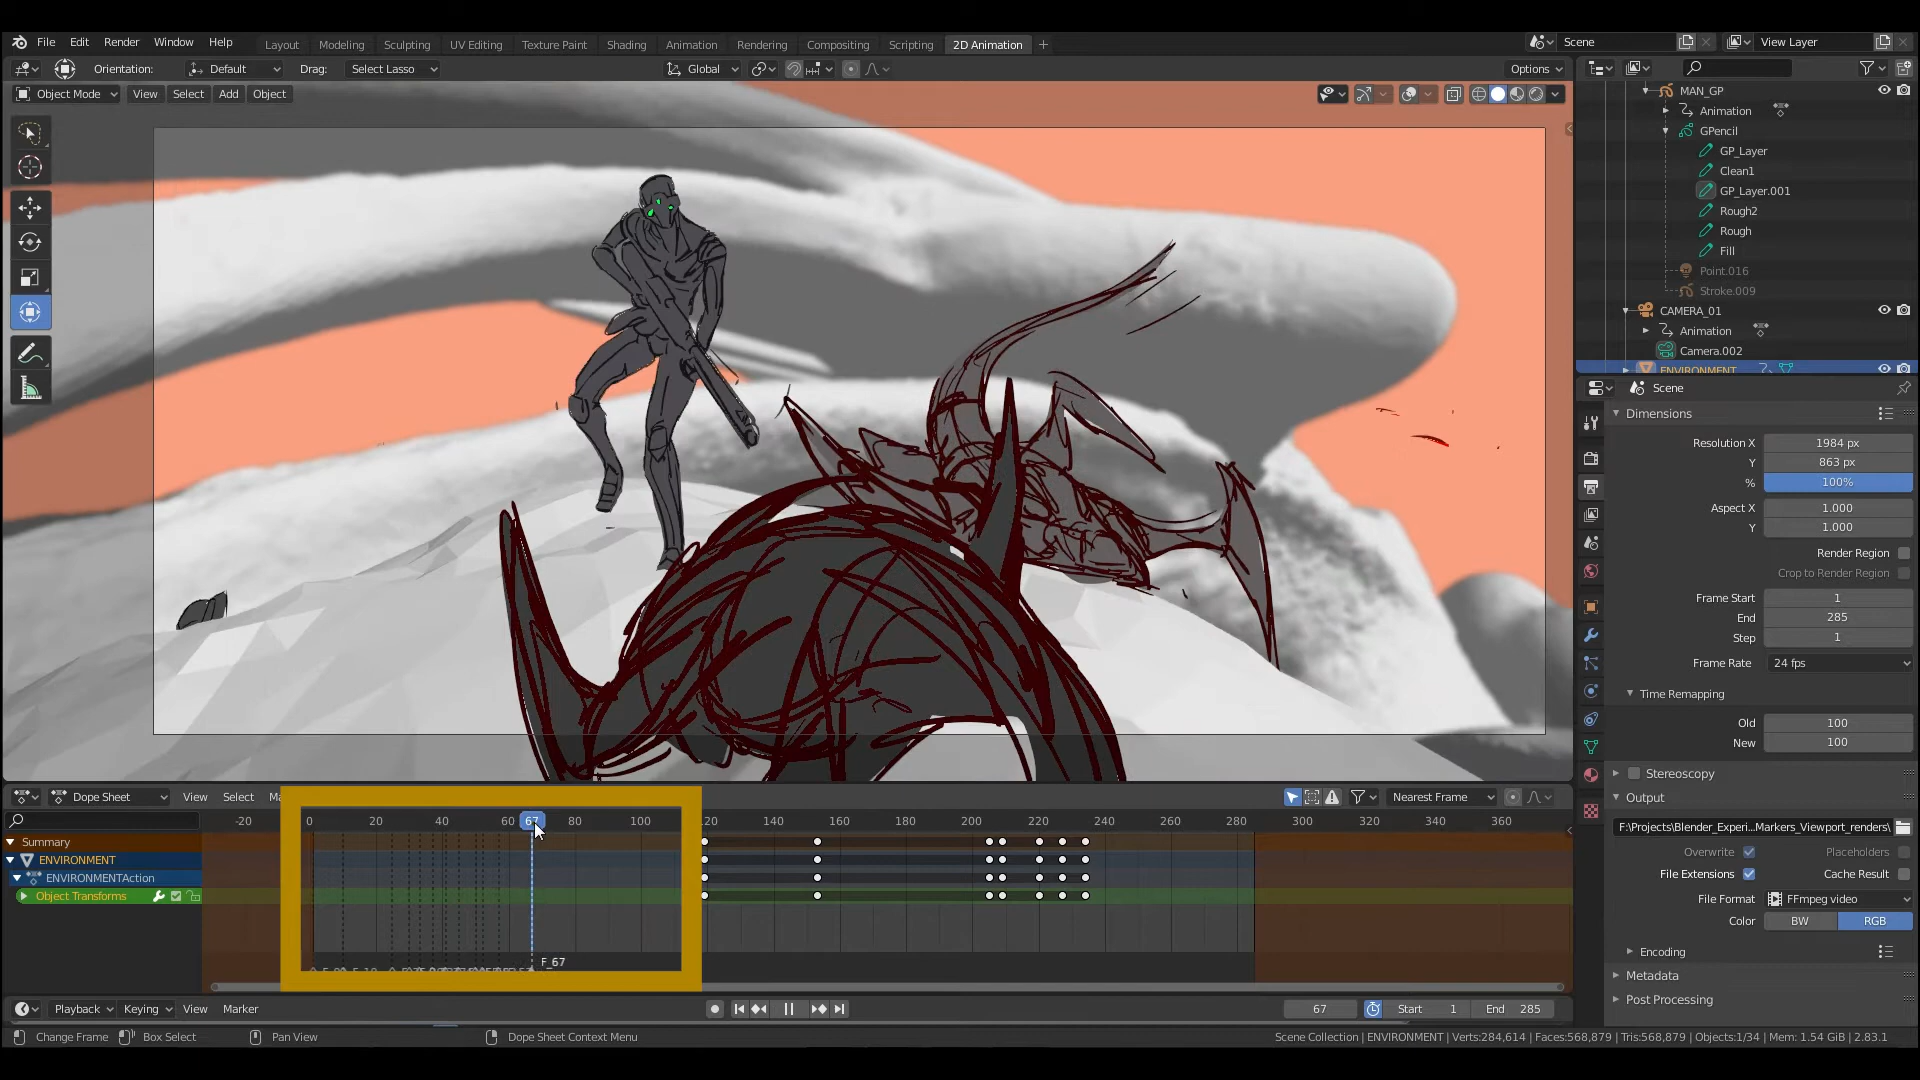 File Edit Render Window Help Layout Modeling Sculpting UV Editing Texture Paint Shading Animation Rendering Compositing Scripting 2D Animation + Scene View Layer
Orientation: Default Drag: Select Lasso Global Options
Object Mode View Select Add Object
MAN_GP
Animation
GPencil
GP_Layer
Clean1
GP_Layer.001
Rough2
Rough
Fill
Point.016
Stroke.009
CAMERA_01
Animation
Camera.002
ENVIRONMENT
Scene
Dimensions
Resolution X 1984 px
Y 863 px
% 100%
Aspect X 1.000
Y 1.000
Render Region
Crop to Render Region
Frame Start 1
End 285
Step 1
Frame Rate 24 fps
Time Remapping
Old 100
New 100
Stereoscopy
Output
F:\Projects\Blender_Experi...Markers_Viewport_renders\
Overwrite Placeholders
File Extensions Cache Result
File Format FFmpeg video
Color BW RGB
Encoding
Metadata
Post Processing
Dope Sheet View Select Ma Nearest Frame
-20 0 20 40 60 67 80 100 120 140 160 180 200 220 240 260 280 300 320 340 360
Summary
ENVIRONMENT
ENVIRONMENTAction
Object Transforms
F_67
Playback Keying View Marker 67 Start 1 End 285
Change Frame Box Select Pan View Dope Sheet Context Menu Scene Collection | ENVIRONMENT | Verts:284,614 | Faces:568,879 | Tris:568,879 | Objects:1/34 | Mem: 1.54 GiB | 2.83.1